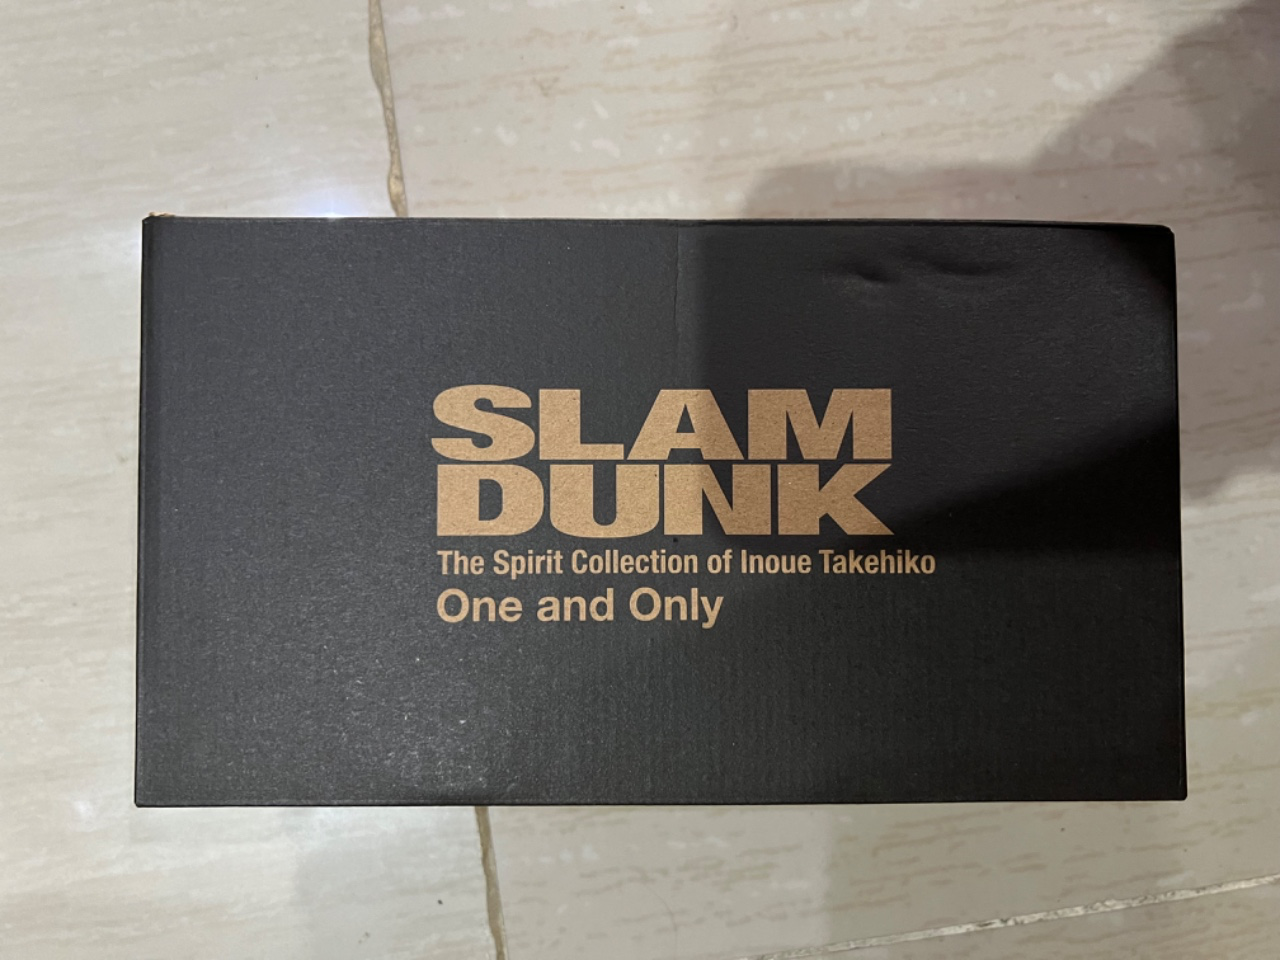 SLAM
DUNK
The Spirit Collection of Inoue Takehiko
One and Only